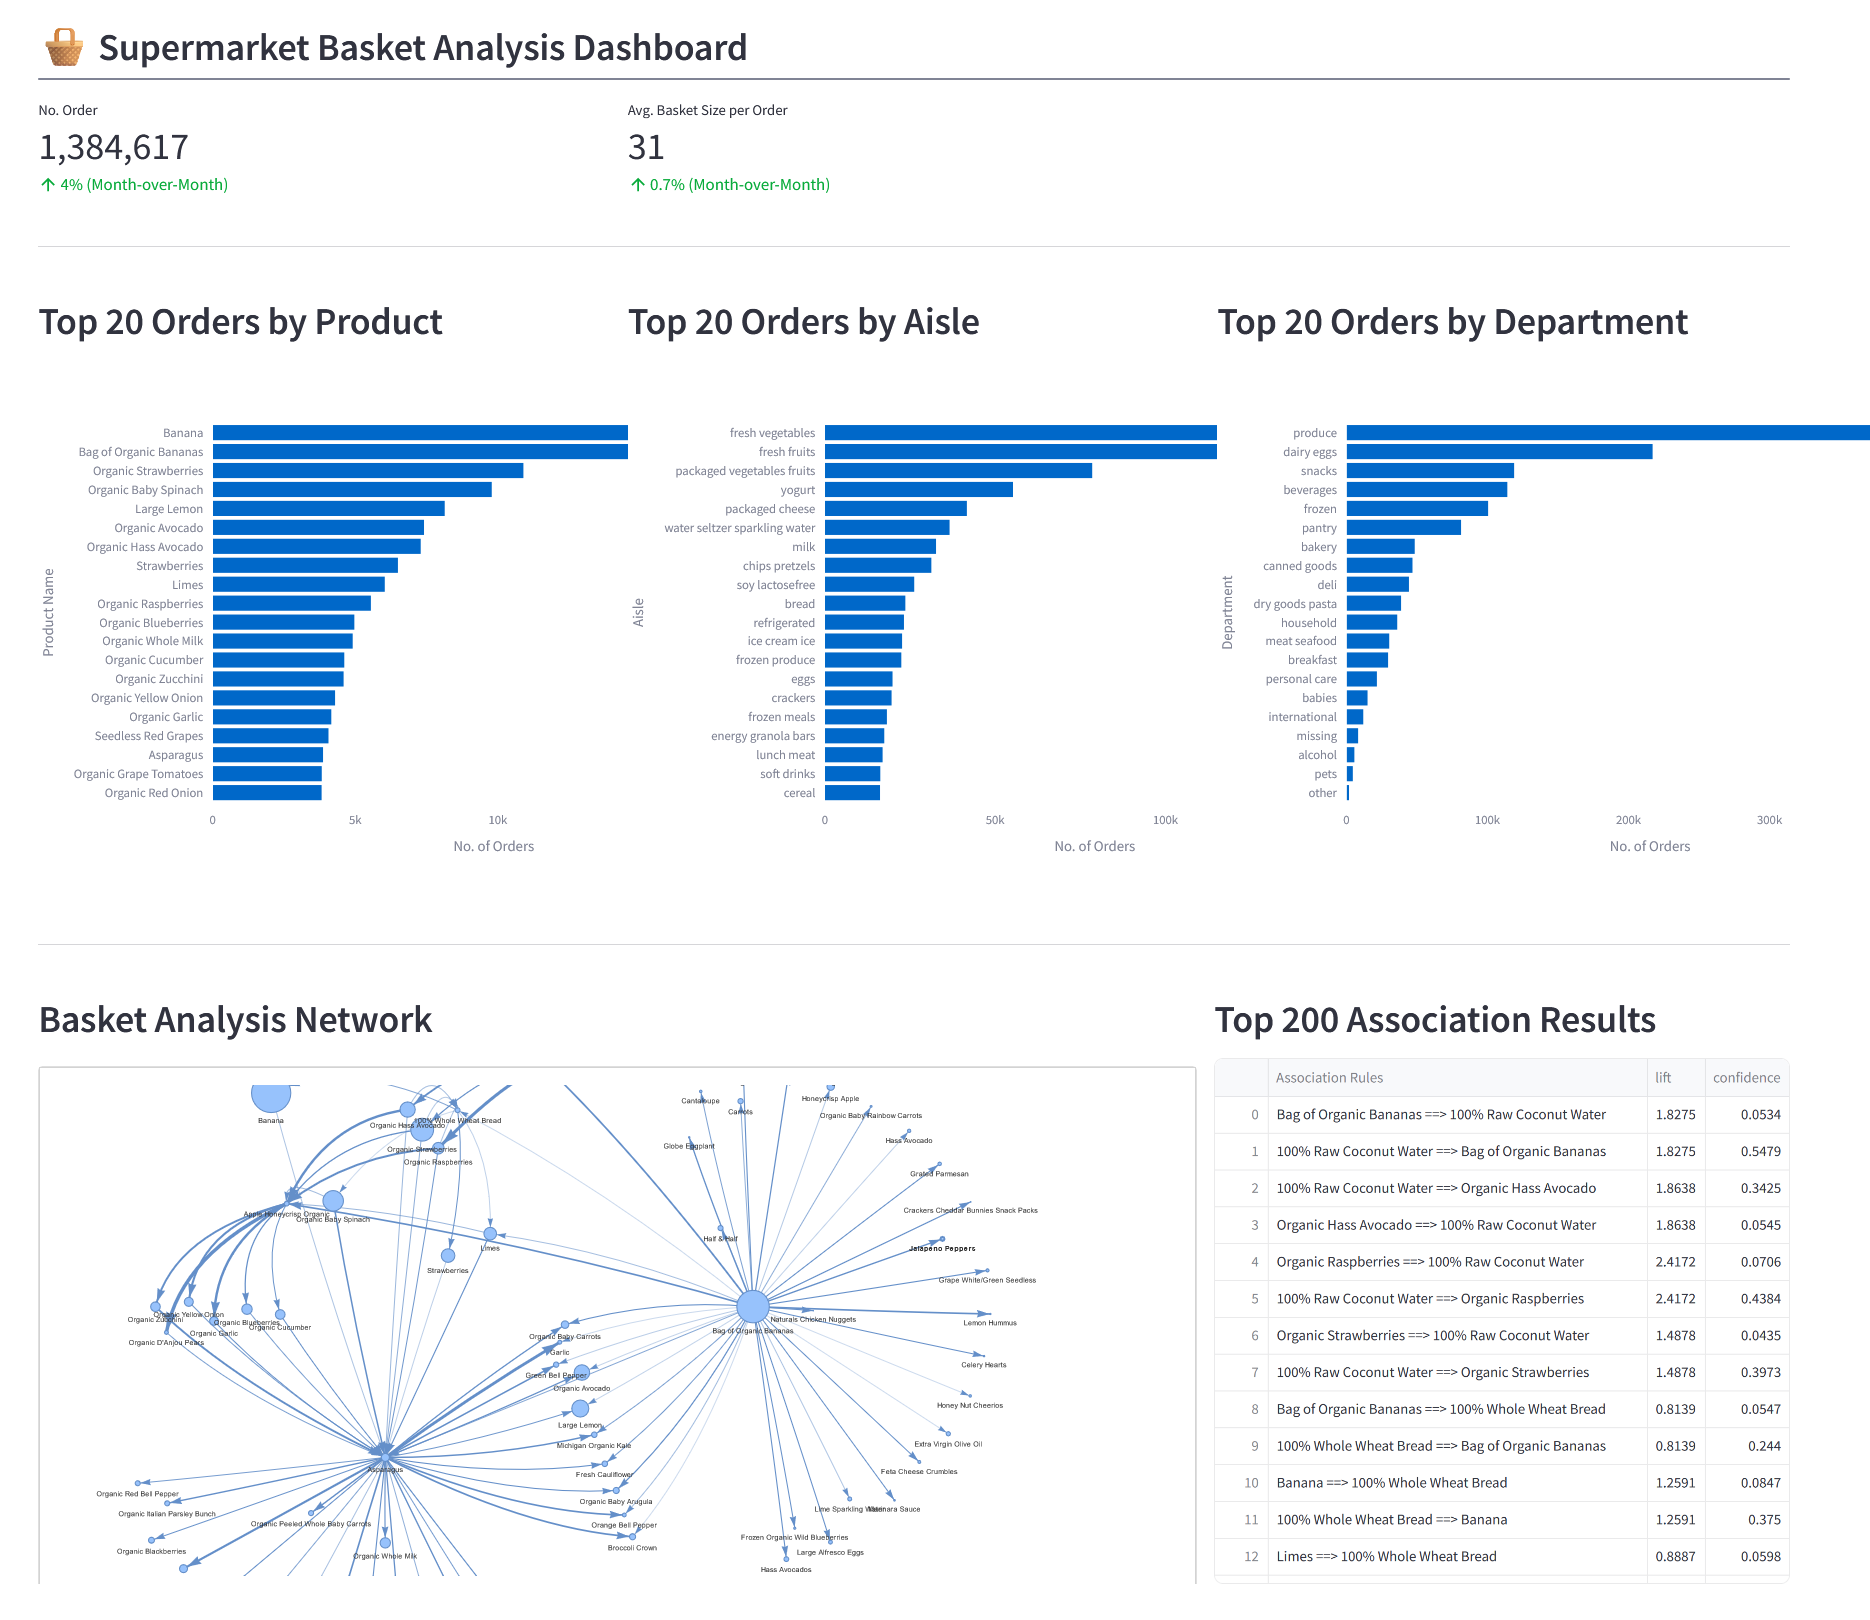 Supermarket Basket Analysis Dashboard
No. Order
1,384,617
4% (Month-over-Month)
Avg. Basket Size per Order
31
0.7% (Month-over-Month)
Top 20 Orders by Product
Product Name
Banana
Bag of Organic Bananas
Organic Strawberries
Organic Baby Spinach
Large Lemon
Organic Avocado
Organic Hass Avocado
Strawberries
Limes
Organic Raspberries
Organic Blueberries
Organic Whole Milk
Organic Cucumber
Organic Zucchini
Organic Yellow Onion
Organic Garlic
Seedless Red Grapes
Asparagus
Organic Grape Tomatoes
Organic Red Onion
0 5k 10k
No. of Orders
Top 20 Orders by Aisle
Aisle
fresh vegetables
fresh fruits
packaged vegetables fruits
yogurt
packaged cheese
water seltzer sparkling water
milk
chips pretzels
soy lactosefree
bread
refrigerated
ice cream ice
frozen produce
eggs
crackers
frozen meals
energy granola bars
lunch meat
soft drinks
cereal
0 50k 100k
No. of Orders
Top 20 Orders by Department
Department
produce
dairy eggs
snacks
beverages
frozen
pantry
bakery
canned goods
deli
dry goods pasta
household
meat seafood
breakfast
personal care
babies
international
missing
alcohol
pets
other
0 100k 200k 300k
No. of Orders
Basket Analysis Network
Banana
Organic Hass Avocado
100% Whole Wheat Bread
Organic Strawberries
Organic Raspberries
Apple Honeycrisp Organic
Organic Baby Spinach
Limes
Strawberries
Organic Zucchini
Organic Yellow Onion
Organic Garlic
Organic Blueberries
Organic Cucumber
Organic D'Anjou Pears
Cantaloupe
Carrots
Honeycrisp Apple
Organic Baby Rainbow Carrots
Globe Eggplant
Hass Avocado
Grated Parmesan
Crackers Cheddar Bunnies Snack Packs
Half & Half
Jalapeno Peppers
Grape White/Green Seedless
Naturals Chicken Nuggets
Lemon Hummus
Bag of Organic Bananas
Organic Baby Carrots
Garlic
Green Bell Pepper
Organic Avocado
Large Lemon
Michigan Organic Kale
Fresh Cauliflower
Organic Baby Arugula
Orange Bell Pepper
Broccoli Crown
Celery Hearts
Honey Nut Cheerios
Extra Virgin Olive Oil
Feta Cheese Crumbles
Lime Sparkling Water
Marinara Sauce
Frozen Organic Wild Blueberries
Large Alfresco Eggs
Hass Avocados
Asparagus
Organic Red Bell Pepper
Organic Italian Parsley Bunch
Organic Peeled Whole Baby Carrots
Organic Blackberries
Organic Whole Milk
Top 200 Association Results
Association Rules lift confidence
0 Bag of Organic Bananas ==> 100% Raw Coconut Water 1.8275 0.0534
1 100% Raw Coconut Water ==> Bag of Organic Bananas 1.8275 0.5479
2 100% Raw Coconut Water ==> Organic Hass Avocado 1.8638 0.3425
3 Organic Hass Avocado ==> 100% Raw Coconut Water 1.8638 0.0545
4 Organic Raspberries ==> 100% Raw Coconut Water 2.4172 0.0706
5 100% Raw Coconut Water ==> Organic Raspberries 2.4172 0.4384
6 Organic Strawberries ==> 100% Raw Coconut Water 1.4878 0.0435
7 100% Raw Coconut Water ==> Organic Strawberries 1.4878 0.3973
8 Bag of Organic Bananas ==> 100% Whole Wheat Bread 0.8139 0.0547
9 100% Whole Wheat Bread ==> Bag of Organic Bananas 0.8139 0.244
10 Banana ==> 100% Whole Wheat Bread 1.2591 0.0847
11 100% Whole Wheat Bread ==> Banana 1.2591 0.375
12 Limes ==> 100% Whole Wheat Bread 0.8887 0.0598